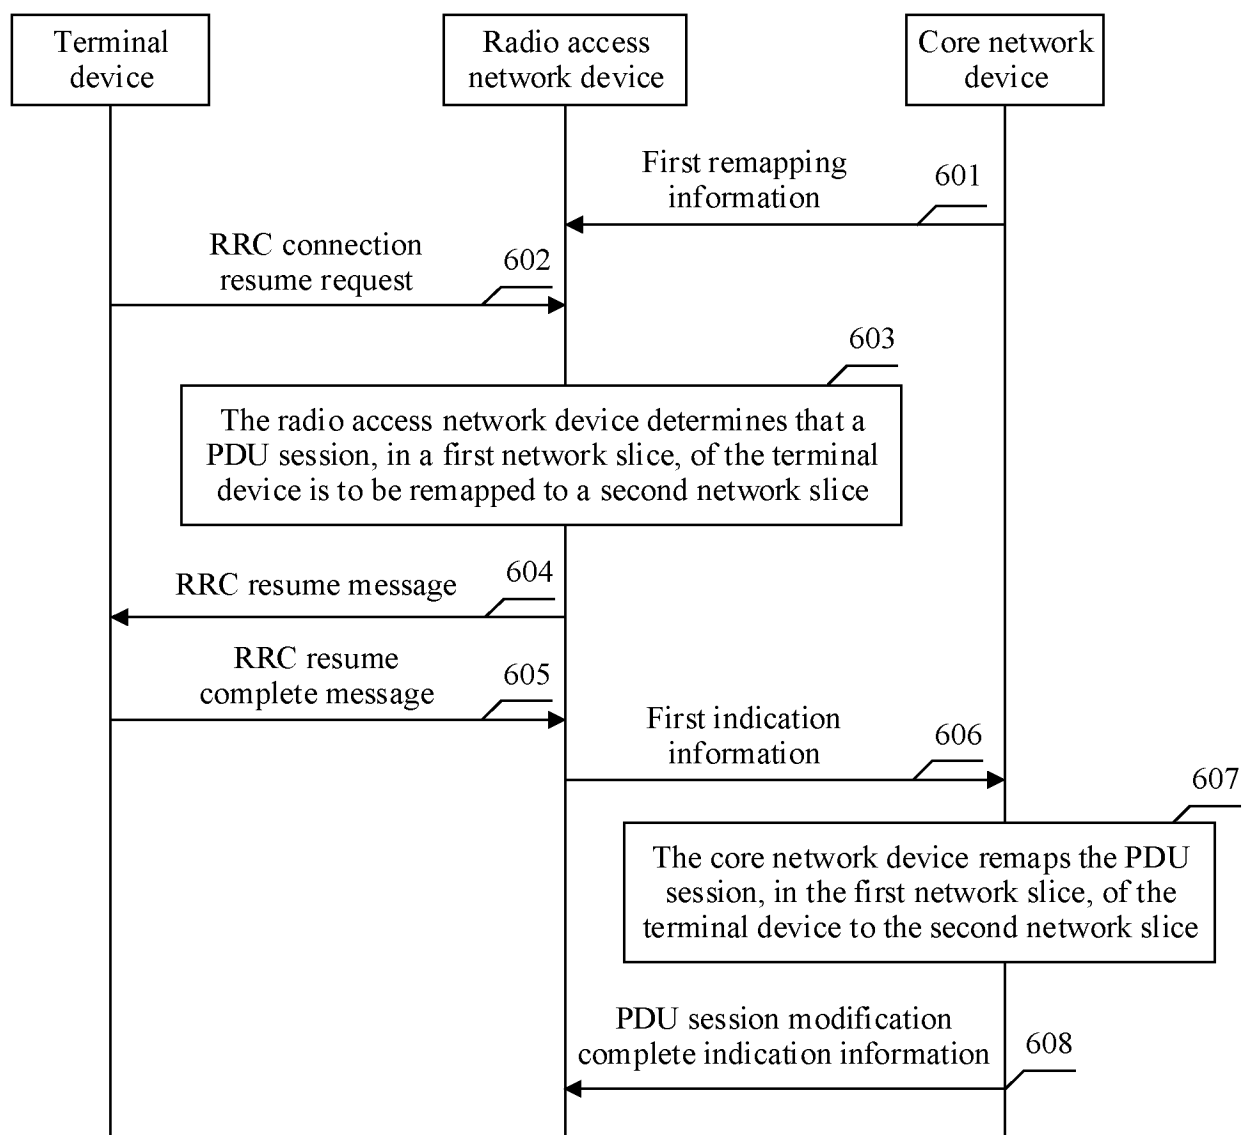 Terminal
device
Radio access
network device
Core network
device
First remapping
information
601
RRC connection
resume request
602
603
The radio access network device determines that a
PDU session, in a first network slice, of the terminal
device is to be remapped to a second network slice
RRC resume message
604
RRC resume
complete message
605
First indication
information
606
607
The core network device remaps the PDU
session, in the first network slice, of the
terminal device to the second network slice
PDU session modification
complete indication information
608